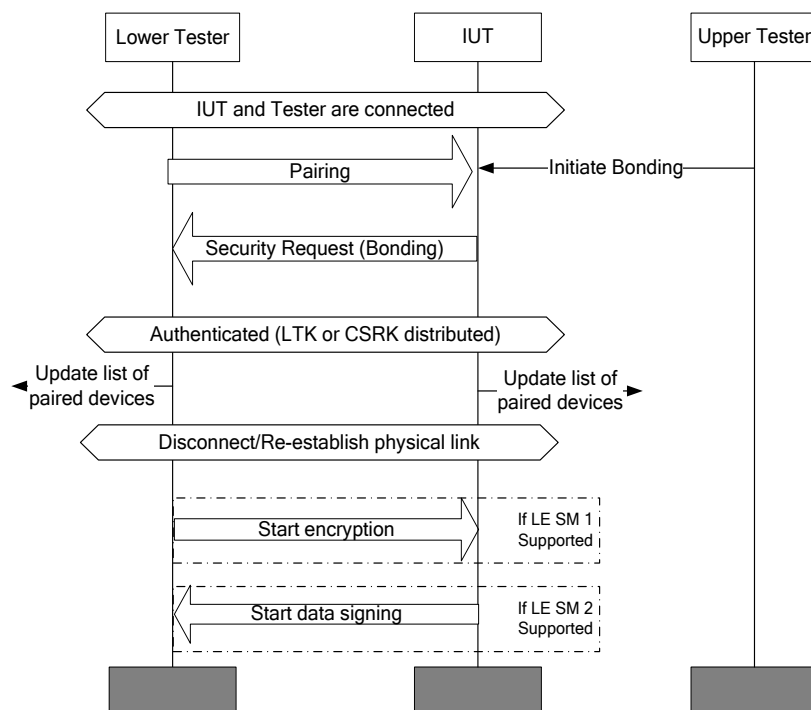 Lower Tester
IUT
Upper Tester
IUT and Tester are connected
Pairing
Initiate Bonding
Security Request (Bonding)
Authenticated (LTK or CSRK distributed)
Update list of
paired devices
Update list of
paired devices
Disconnect/Re-establish physical link
Start encryption
If LE SM 1
Supported
Start data signing
If LE SM 2
Supported